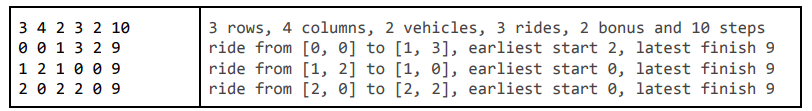 3 4 2 3 2 10 3 rows, 4 columns, 2 vehicles, 3 rides, 2 bonus and 10 steps
0 0 1 3 2 9 ride from [0, 0] to [1, 3], earliest start 2, latest finish 9
1 2 1 0 0 9 ride from [1, 2] to [1, 0], earliest start 0, latest finish 9
2 0 2 2 0 9 ride from [2, 0] to [2, 2], earliest start 0, latest finish 9